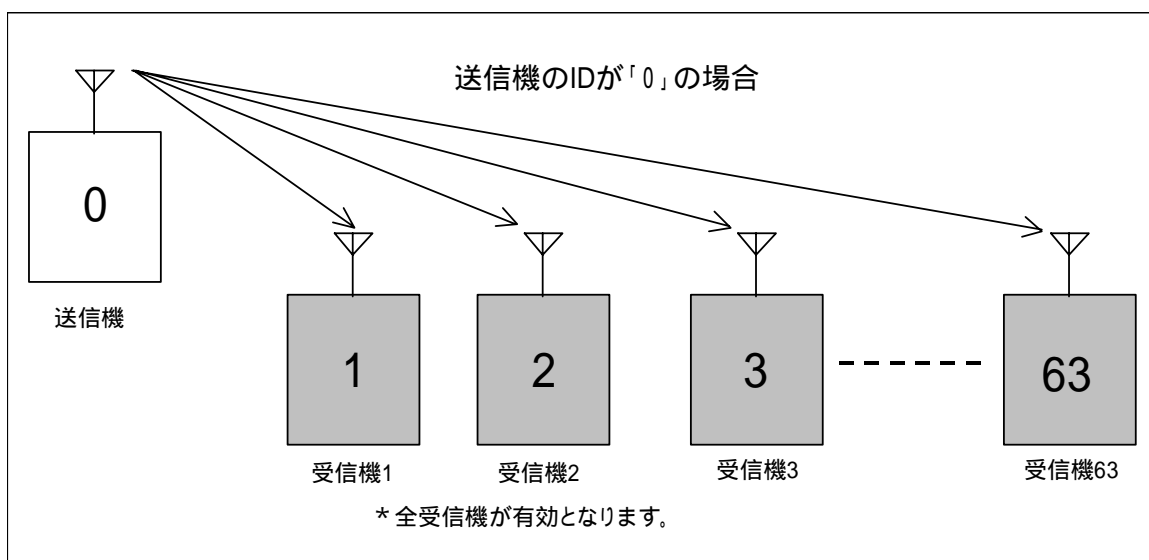 送信機のIDが「0」の場合
0
送信機
1
2
3
63
受信機1
受信機2
受信機3
受信機63
*全受信機が有効となります。